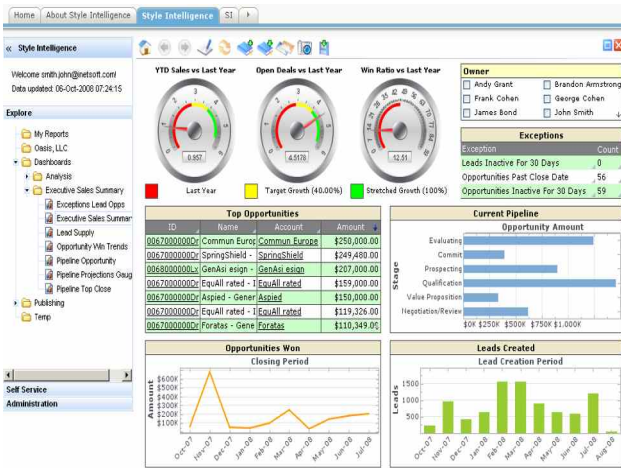 Home About Style Intelligence Style Intelligence SI
« Style Intelligence
Welcome smith.john@inetsoft.com!
Data updated: 06-Oct-2008 07:24:15
Explore
My Reports
Oasis, LLC
Dashboards
Analysis
Executive Sales Summary
Exceptions Lead Opps
Executive Sales Summar
Lead Supply
Opportunity Win Trends
Pipeline Opportunity
Pipeline Projections Gaug
Pipeline Top Close
Publishing
Temp
Self Service
Administration
YTD Sales vs Last Year Open Deals vs Last Year Win Ratio vs Last Year
0.957 4.5178 12.51
Last Year Target Growth (40.00%) Stretched Growth (100%)
Owner
Andy Grant Brandon Armstrong
Frank Cohen George Cohen
James Bond John Smith
Exceptions
Exception Count
Leads Inactive For 30 Days 0
Opportunities Past Close Date 56
Opportunities Inactive For 30 Days 59
Top Opportunities
ID Name Account Amount
0067000000Dr Commun Europ Commun Europe $250,000.00
0067000000Dr SpringShield - SpringShield $249,480.00
0068000000Lx GenAsi esign - GenAsi esign $207,000.00
0067000000Dr EquAll rated - I EquAll rated $159,000.00
0067000000Dr Aspied - Gener Aspied $150,000.00
0067000000Dr EquAll rated - I EquAll rated $119,326.00
0067000000Dr Foratas - Gene Foratas $110,349.09
Current Pipeline
Opportunity Amount
Stage
Evaluating
Commit
Prospecting
Qualification
Value Proposition
Negotiation/Review
$0K $250K $500K $750K $1,000K
Opportunities Won
Closing Period
Amount
$600K
$500K
$400K
$300K
$200K
$100K
Oct-07 Nov-07 Dec-07 Jan-08 Feb-08 Mar-08 Apr-08 May-08 Jun-08 Jul-08
Leads Created
Lead Creation Period
Leads
1500
1000
500
Oct-07 Nov-07 Dec-07 Jan-08 Feb-08 Mar-08 Apr-08 May-08 Jun-08 Jul-08 Aug-08